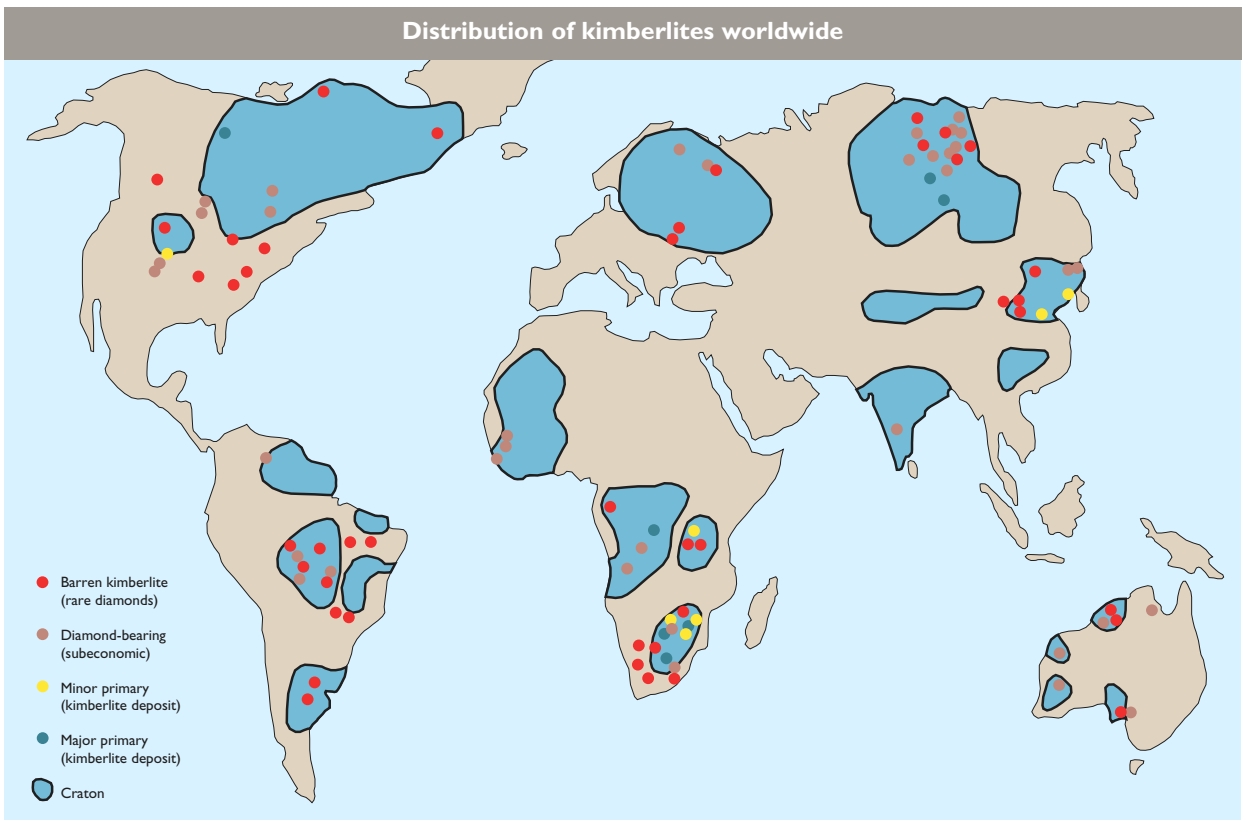 Distribution of kimberlites worldwide
Barren kimberlite
(rare diamonds)
Diamond-bearing
(subeconomic)
Minor primary
(kimberlite deposit)
Major primary
(kimberlite deposit)
Craton